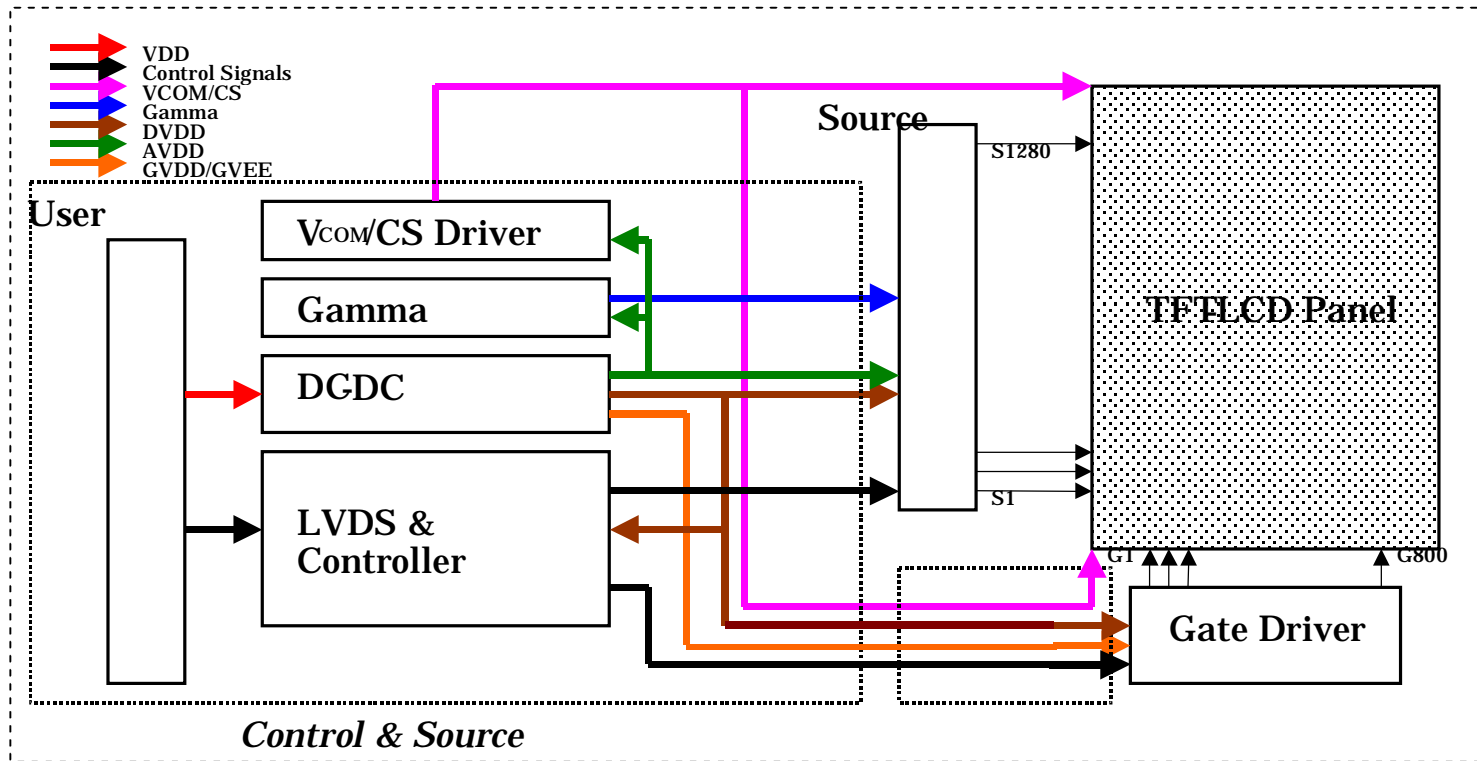 VDD
Control Signals
VCOM/CS
Gamma
DVDD
AVDD
GVDD/GVEE
Source
S1280
User
VCOM/CS Driver
Gamma
TFT-LCD Panel
DC-DC
S1
LVDS &
Controller
G1
G800
Gate Driver
Control & Source